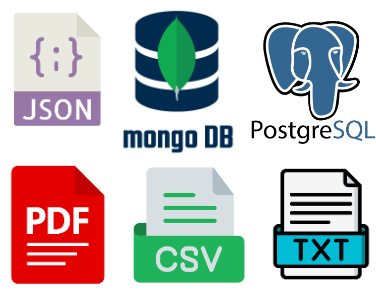 {;}
JSON
mongo DB
PostgreSQL
PDF
CSV
TXT